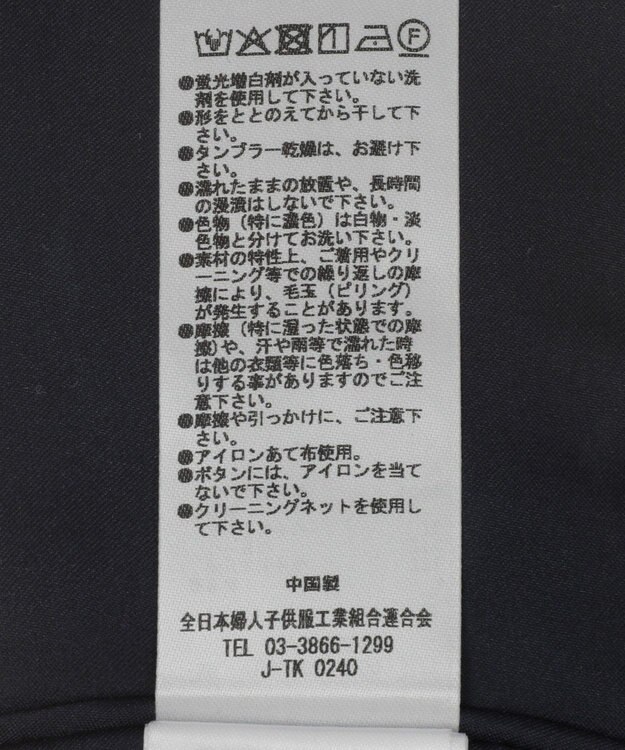 F
●蛍光増白剤が入っていない洗
剤を使用して下さい。
●形をととのえてから干して下
さい。
●タンブラー乾燥は、お避け下
さい。
●濡れたままの放置や、長時間
の浸漬はしないで下さい。
●色物（特に濃色）は白物・淡
色物と分けてお洗い下さい。
●素材の特性上、ご着用やクリ
ーニング等での繰り返しの摩
擦により、毛玉（ピリング）
が発生することがあります。
●摩擦（特に湿った状態での摩
擦）や、汗や雨等で濡れた時
は他の衣類等に色落ち・色移
りする事がありますのでご注
意下さい。
●摩擦や引っかけに、ご注意下
さい。
●アイロンあて布使用。
●ボタンには、アイロンを当て
ないで下さい。
●クリーニングネットを使用し
て下さい。
中国製
全日本婦人子供服工業組合連合会
TEL 03-3866-1299
J-TK 0240